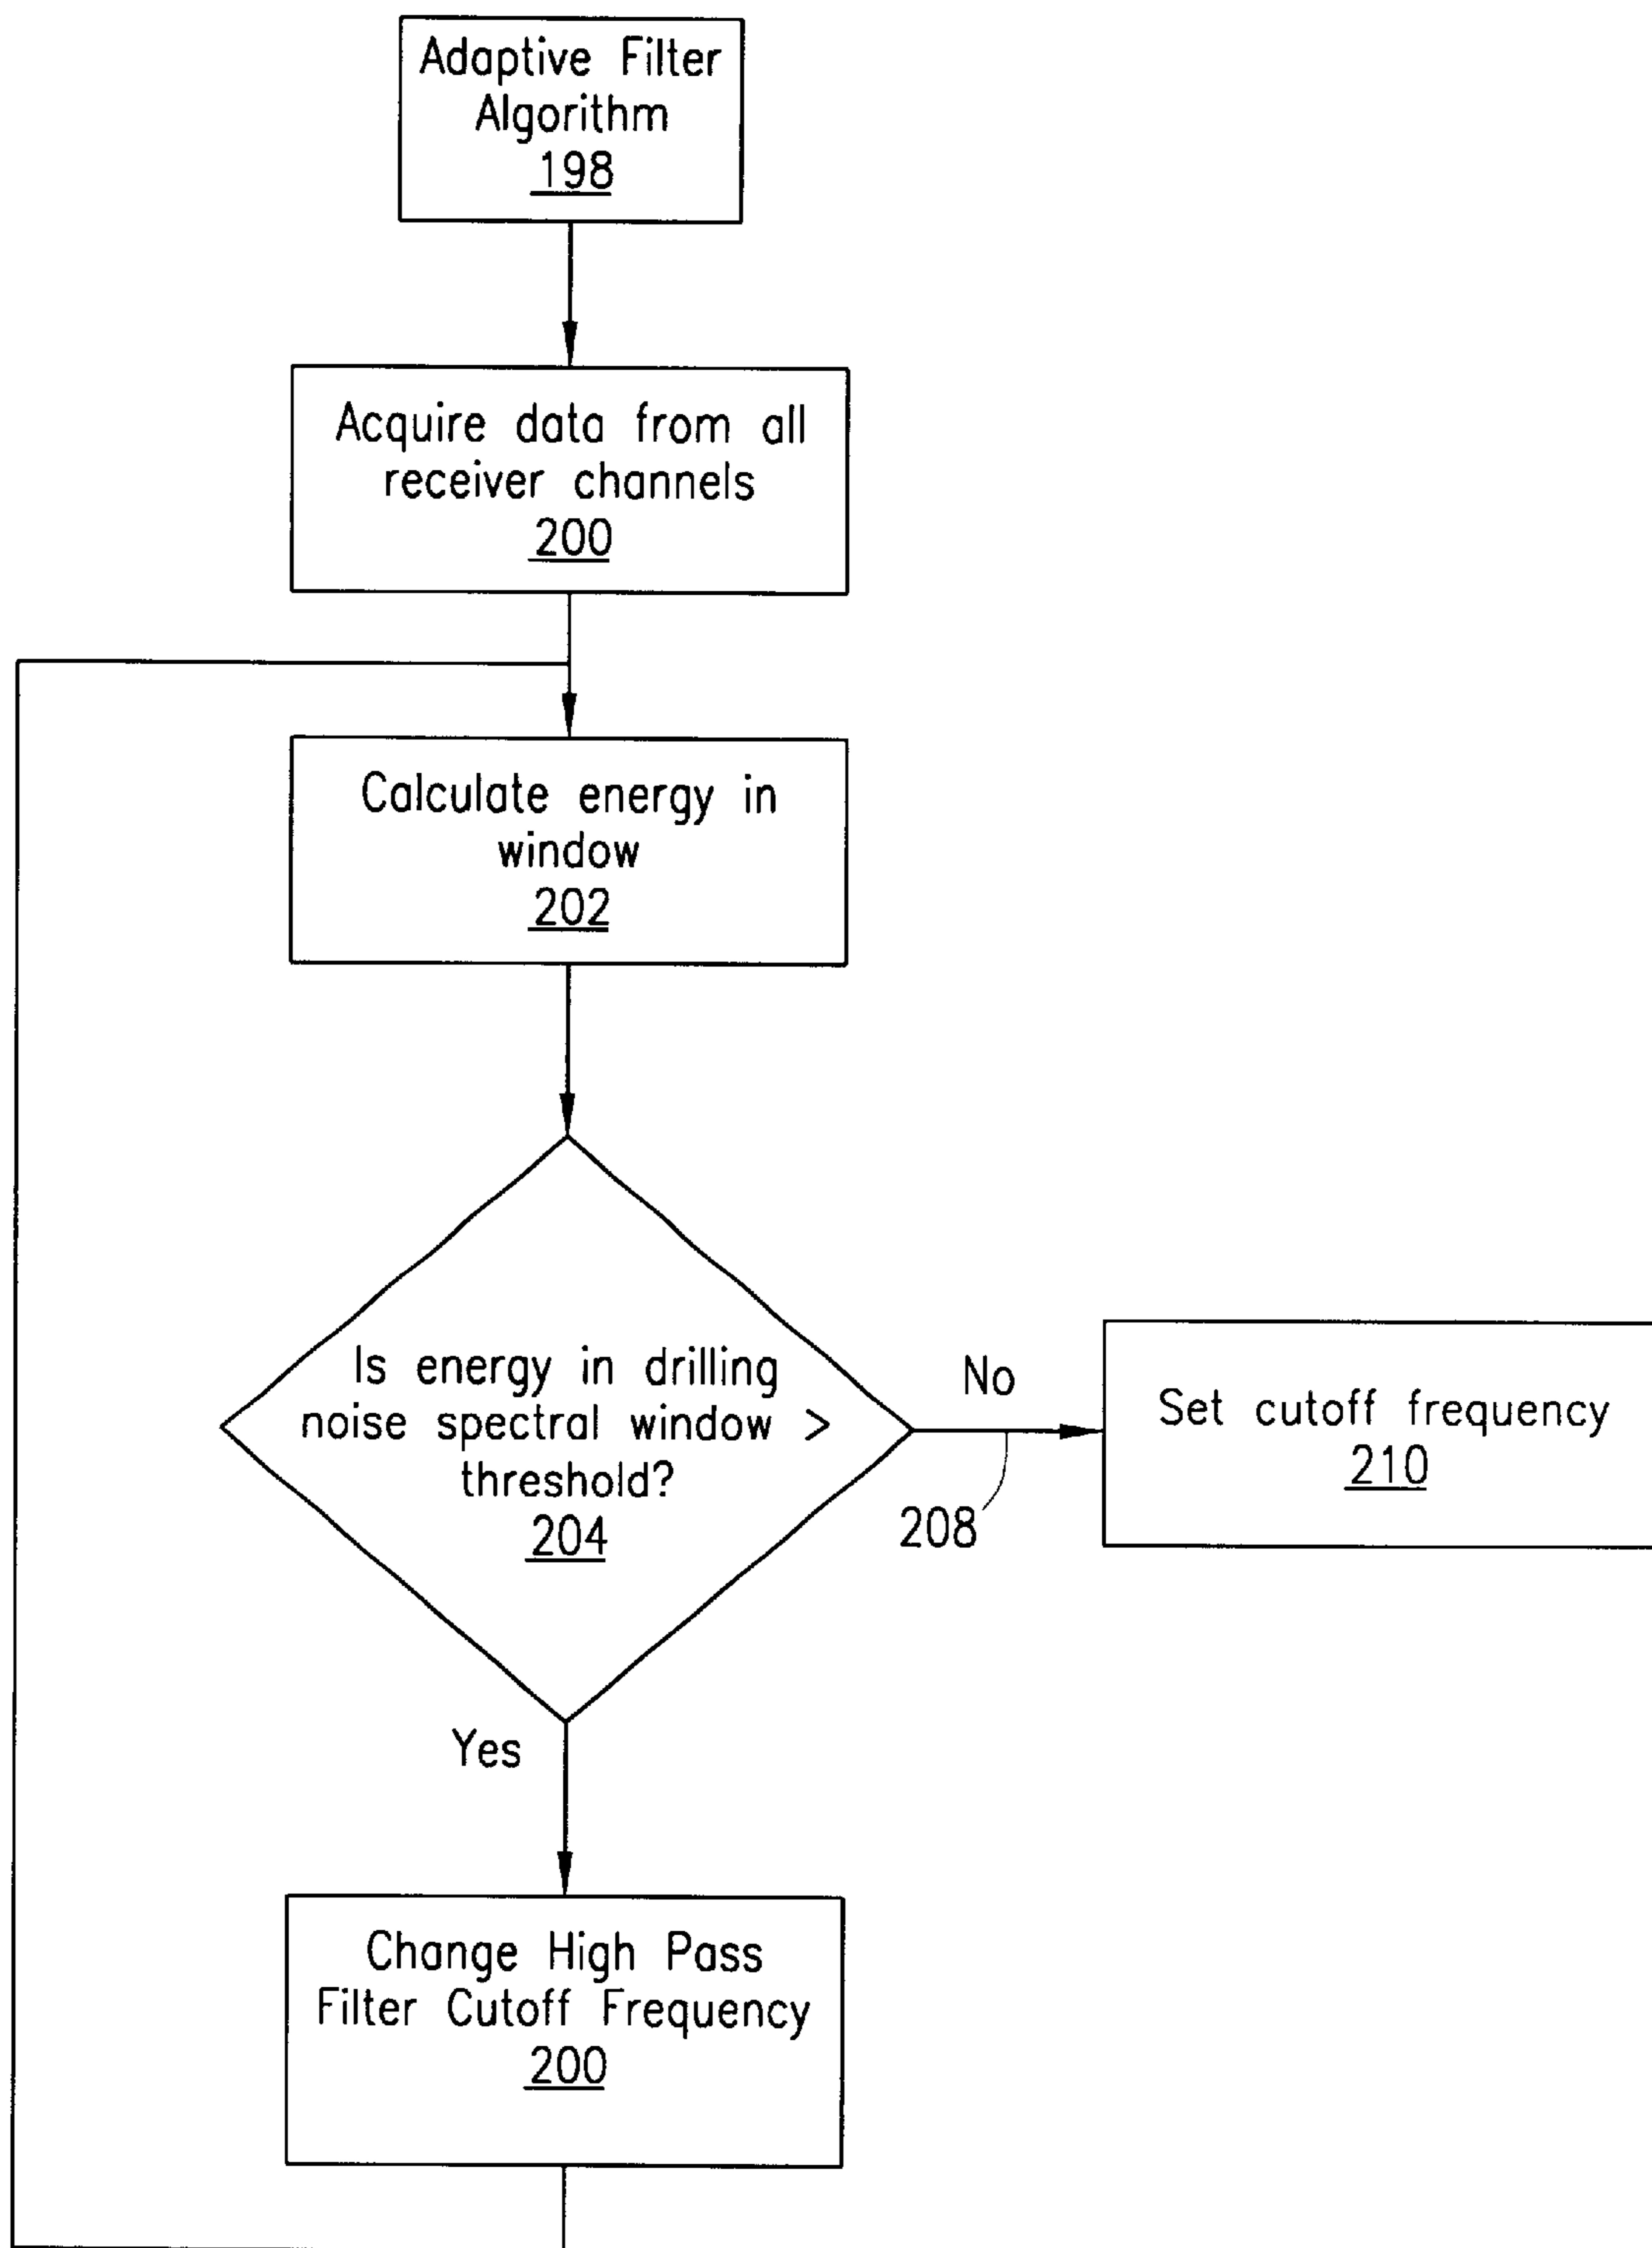 Adaptive Filter
Algorithm
198
Acquire data from all
receiver channels
200
Calculate energy in
window
202
Is energy in drilling
noise spectral window >
threshold?
204
No
208
Set cutoff frequency
210
Yes
Change High Pass
Filter Cutoff Frequency
200